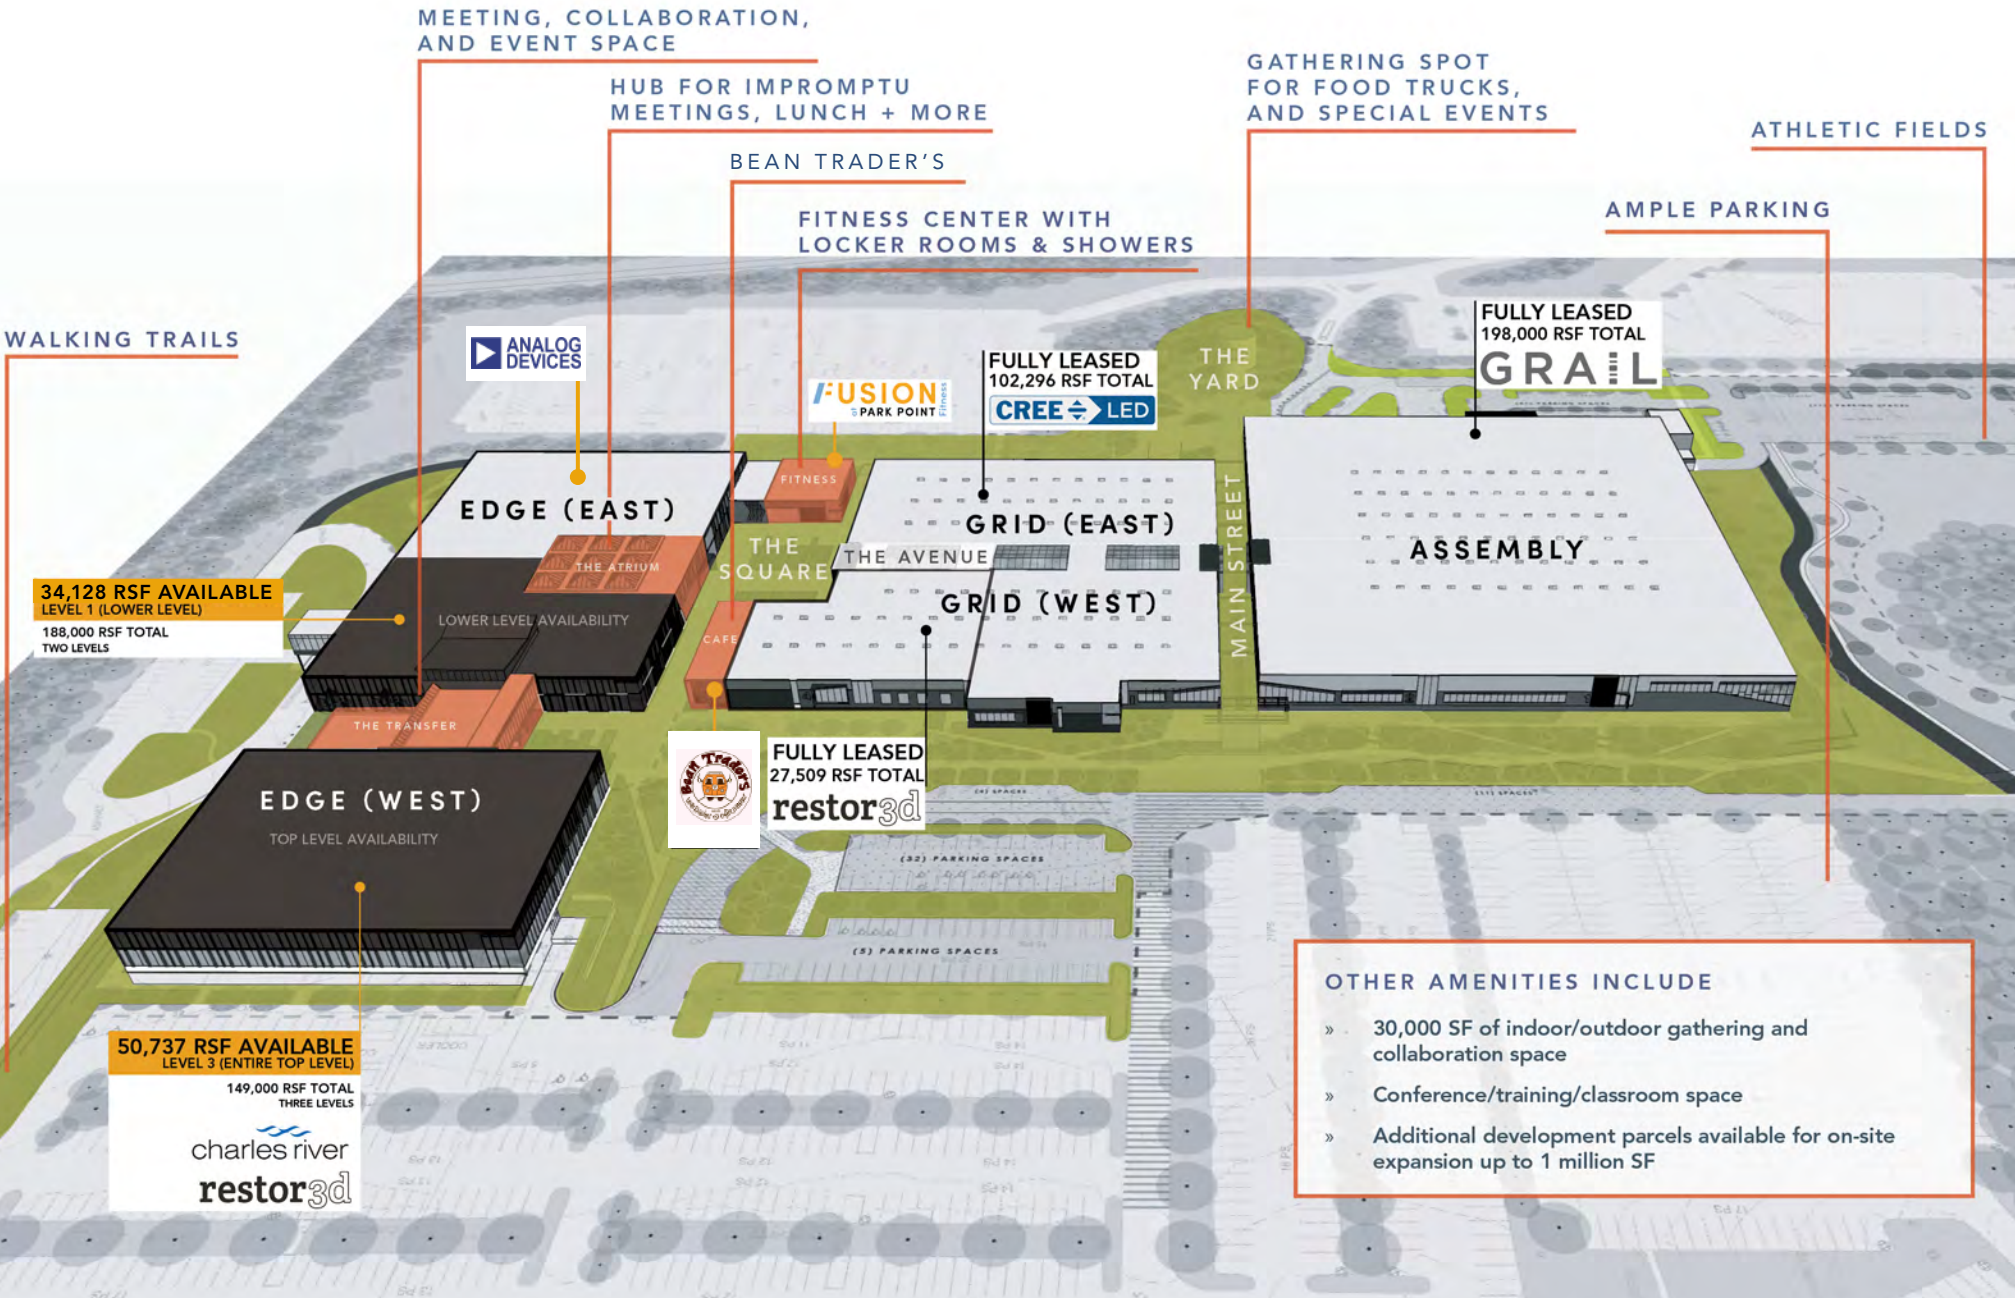 MEETING, COLLABORATION,
AND EVENT SPACE
HUB FOR IMPROMPTU
MEETINGS, LUNCH + MORE
BEAN TRADER'S
FITNESS CENTER WITH
LOCKER ROOMS & SHOWERS
GATHERING SPOT
FOR FOOD TRUCKS,
AND SPECIAL EVENTS
ATHLETIC FIELDS
AMPLE PARKING
WALKING TRAILS
ANALOG
DEVICES
FUSION
at PARK POINT
Fitness
FULLY LEASED
102,296 RSF TOTAL
CREE LED
THE
YARD
FULLY LEASED
198,000 RSF TOTAL
GRAIL
EDGE (EAST)
FITNESS
THE
SQUARE
THE ATRIUM
GRID (EAST)
THE AVENUE
GRID (WEST)
MAIN STREET
ASSEMBLY
34,128 RSF AVAILABLE
LEVEL 1 (LOWER LEVEL)
188,000 RSF TOTAL
TWO LEVELS
LOWER LEVEL AVAILABILITY
CAFE
THE TRANSFER
EDGE (WEST)
TOP LEVEL AVAILABILITY
Bean Traders
FULLY LEASED
27,509 RSF TOTAL
restor3d
(32) PARKING SPACES
(5) PARKING SPACES
50,737 RSF AVAILABLE
LEVEL 3 (ENTIRE TOP LEVEL)
149,000 RSF TOTAL
THREE LEVELS
charles river
restor3d
OTHER AMENITIES INCLUDE
» 30,000 SF of indoor/outdoor gathering and
collaboration space
» Conference/training/classroom space
» Additional development parcels available for on-site
expansion up to 1 million SF